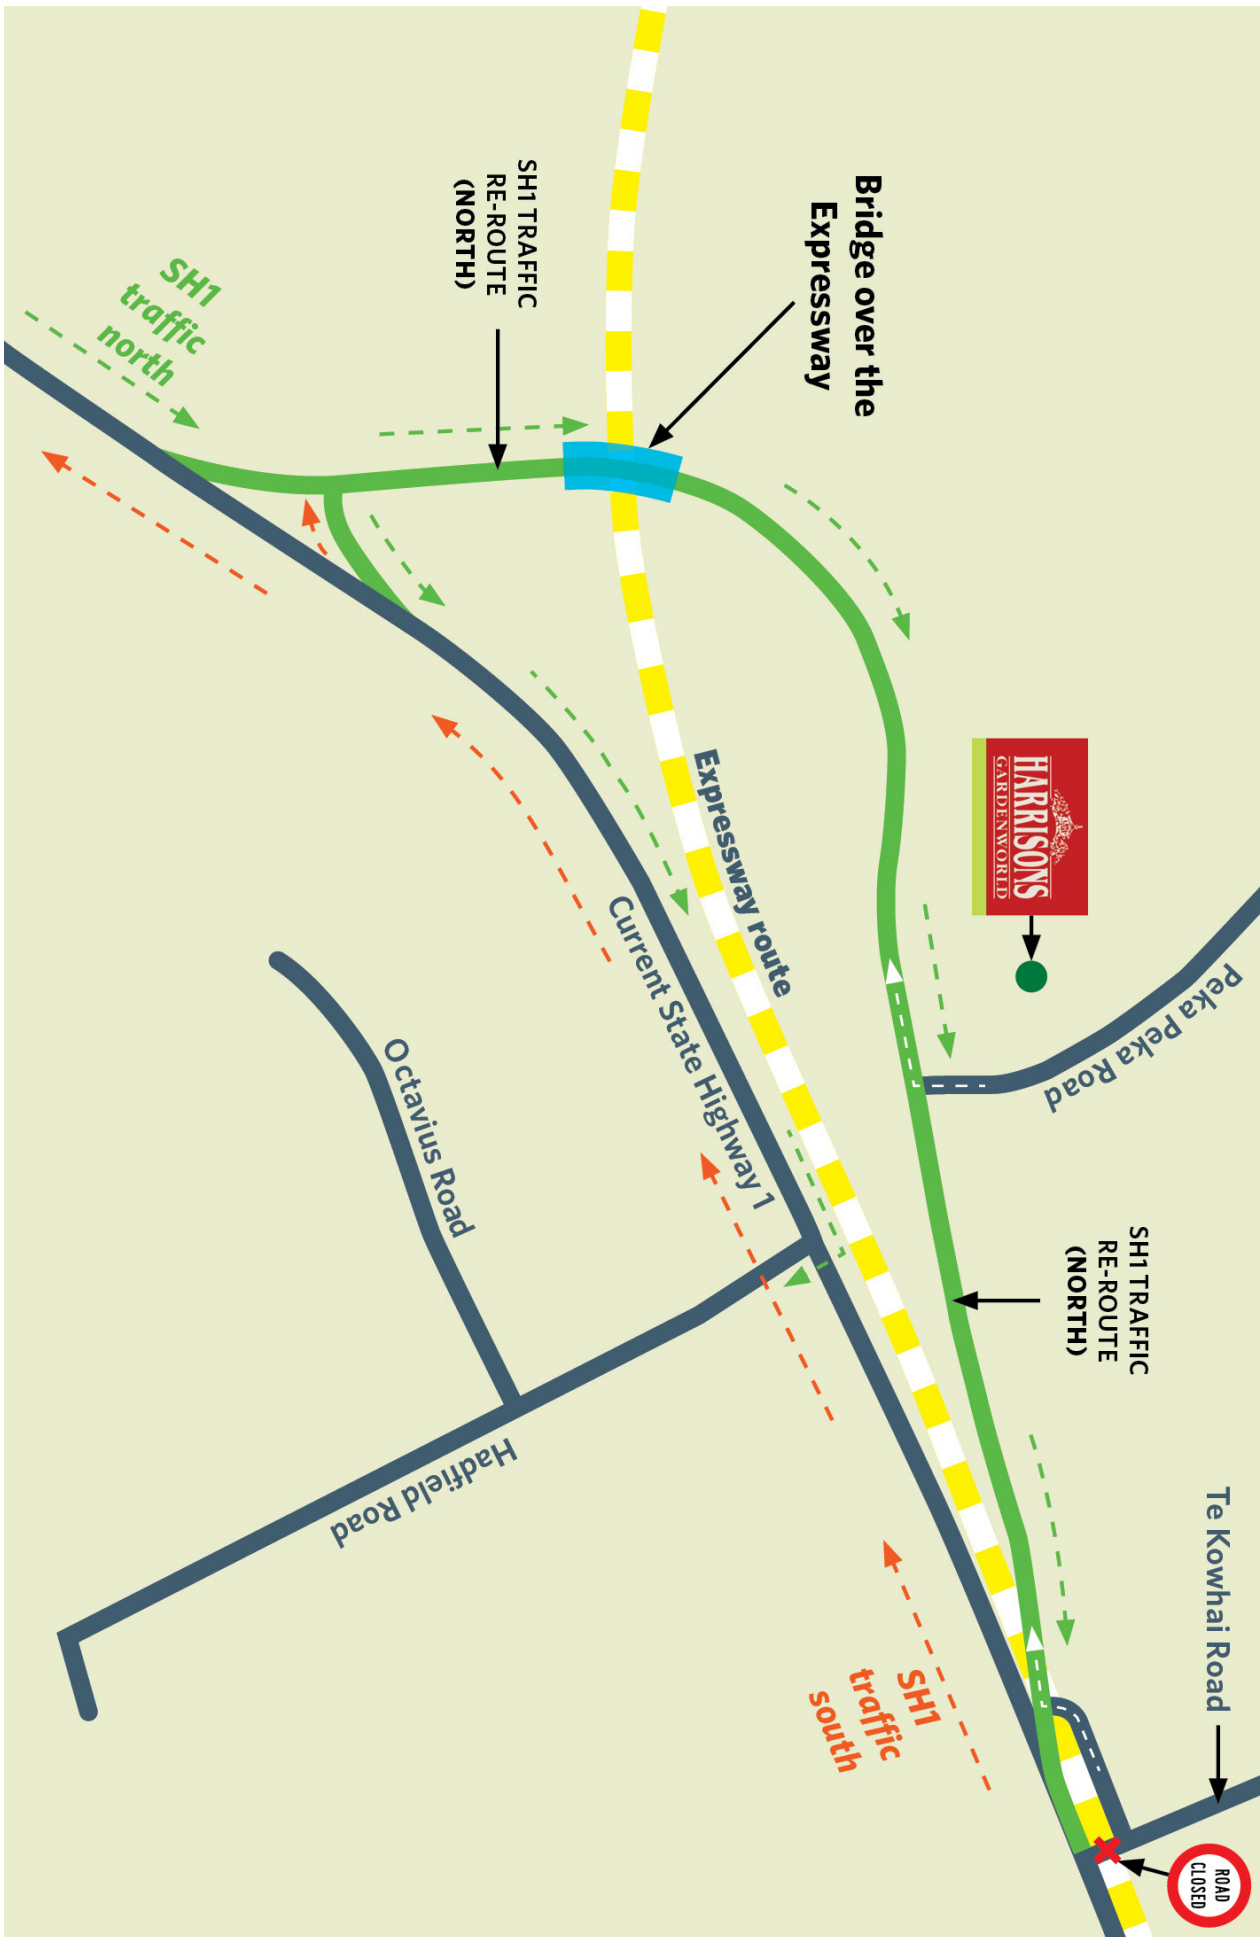 Bridge over the
Expressway
SH1 TRAFFIC
RE-ROUTE
(NORTH)
SH1
traffic
north
HARRISONS
GARDENWORLD
Peka Peka Road
Expressway route
Current State Highway 1
Octavius Road
Hadfield Road
SH1 TRAFFIC
RE-ROUTE
(NORTH)
Te Kowhai Road
SH1
traffic
south
ROAD
CLOSED